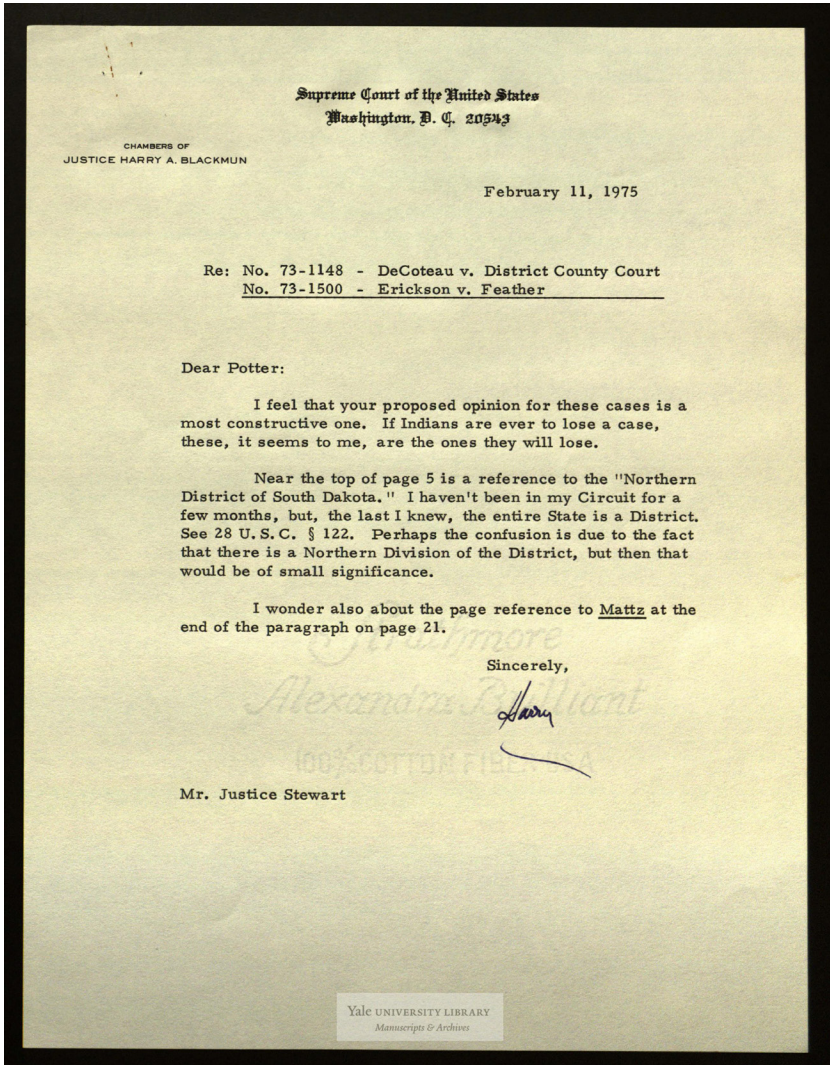 Supreme Court of the United States
Washington, D. C. 20543
CHAMBERS OF
JUSTICE HARRY A. BLACKMUN
February 11, 1975
Re: No. 73-1148 - DeCoteau v. District County Court
No. 73-1500 - Erickson v. Feather
Dear Potter:
I feel that your proposed opinion for these cases is a
most constructive one. If Indians are ever to lose a case,
these, it seems to me, are the ones they will lose.
Near the top of page 5 is a reference to the "Northern
District of South Dakota." I haven't been in my Circuit for a
few months, but, the last I knew, the entire State is a District.
See 28 U.S.C. § 122. Perhaps the confusion is due to the fact
that there is a Northern Division of the District, but then that
would be of small significance.
I wonder also about the page reference to Mattz at the
end of the paragraph on page 21.
Strathmore
Sincerely,
Alexandra Brilliant
Harry
100% COTTON FIBER USA
Mr. Justice Stewart
Yale UNIVERSITY LIBRARY
Manuscripts & Archives